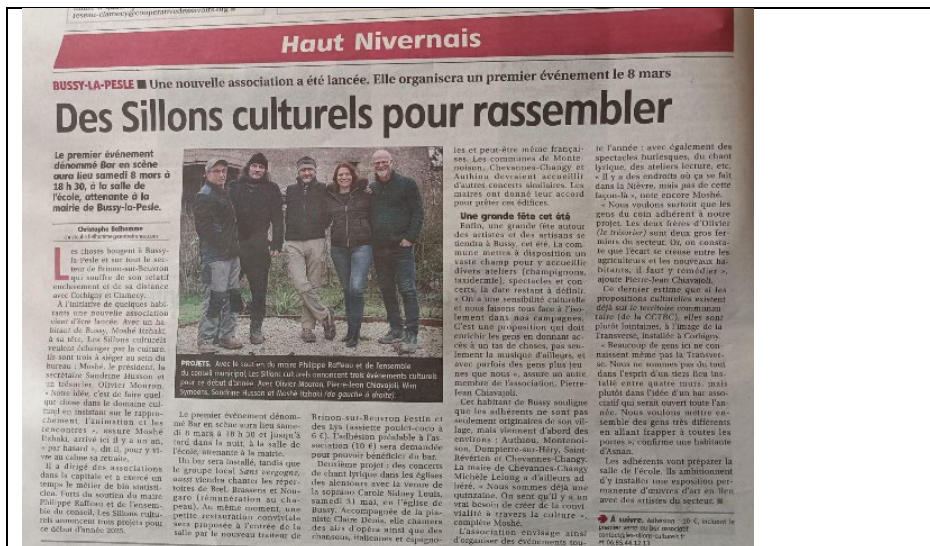 reseau-clamecy@cooperativedessavoirs.org
Haut Nivernais
BUSSY-LA-PESLE ■ Une nouvelle association a été lancée. Elle organisera un premier événement le 8 mars
Des Sillons culturels pour rassembler
Le premier événement
dénommé Bar en scène
aura lieu samedi 8 mars à
18 h 30, à la salle de
l'école, attenante à la
mairie de Bussy-la-Pesle.
Christophe
Les choses bougent à Bussy-
la-Pesle et sur tout le sec-
teur de Brinon-sur-Beuvron
qui souffre de son relatif
enclavement et de sa distance
avec Corbigny et Clamecy.
À l'initiative de quelques habi-
tants une nouvelle association
vient d'être lancée. Avec un ha-
bitant de Bussy, Moshé Itzhaki,
à sa tête, Les Sillons culturels
veulent échanger par la culture.
Ils sont trois à siéger au sein du
bureau : Moshé, le président, la
secrétaire Sandrine Husson et
un trésorier, Olivier Mouron.
« Notre idée, c'est de faire quel-
que chose dans le domaine cul-
turel en insistant sur le rappro-
chement, l'animation et les
rencontres », assure Moshé
Itzhaki, arrivé ici il y a un an,
« par hasard », dit il, pour y vi-
vre au calme sa retraite.
Il a dirigé des associations
dans la capitale et a exercé un
temps le métier de bio statisti-
cien. Forts du soutien du maire
Philippe Raffeau et de l'ensem-
ble du conseil, Les Sillons cultu-
rels annoncent trois projets pour
ce début d'année 2025.
PROJETS. Avec le soutien du maire Philippe Raffeau et de l'ensemble
du conseil municipal, Les Sillons culturels annoncent trois événements culturels
pour ce début d'année. Avec Olivier Mouron, Pierre-Jean Chiavajoli, Wien
Symoens, Sandrine Husson et Moshé Itzhaki (de gauche à droite).
Le premier événement dénom-
mé Bar en scène aura lieu same-
di 8 mars à 18 h 30 et jusqu'à
tard dans la nuit, à la salle de
l'école, attenante à la mairie.
Un bar sera installé, tandis que
le groupe local Sans vergogne,
aussi viendra chanter les réper-
toires de Brel, Brassens et Nou-
garo (rémunération au cha-
peau). Au même moment, une
petite restauration conviviale
sera proposée à l'entrée de la
salle par le nouveau traiteur de
Brinon-sur-Beuvron Festin et
des Lys (assiette poulet-coco à
6 €). L'adhésion préalable à l'as-
sociation (10 €) sera demandée
pour pouvoir bénéficier du bar.
Deuxième projet : des concerts
de chant lyrique dans les églises
des alentours avec la venue de
la soprano Carole Sidney Louis,
samedi 31 mai, en l'église de
Bussy. Accompagnée de la pia-
niste Claire Denis, elle chantera
des airs d'opéra ainsi que des
chansons, italiennes et espagno-
les et peut-être même françai-
ses. Les communes de Monte-
noison, Chevannes-Changy et
Authiou devraient accueillir
d'autres concerts similaires. Les
maires ont donné leur accord
pour prêter ces édifices.
Une grande fête cet été
Enfin, une grande fête autour
des artistes et des artisans se
tiendra à Bussy, cet été. La com-
mune mettra à disposition un
vaste champ pour y accueillir
divers ateliers (champignons,
taxidermie), spectacles et con-
certs, la date restant à définir.
« On a une sensibilité culturelle
et nous faisons tous face à l'iso-
lement dans nos campagnes.
C'est une proposition qui doit
enrichir les gens en donnant ac-
cès à un tas de choses, pas seu-
lement la musique d'ailleurs, et
avec parfois des gens plus jeu-
nes que nous », assure un autre
membre de l'association, Pierre-
Jean Chiavajoli.
Cet habitant de Bussy souligne
que les adhérents ne sont pas
seulement originaires de son vil-
lage, mais viennent d'abord des
environs : Authiou, Montenoi-
son, Dompierre-sur-Héry, Saint-
Révérien et Chevannes-Changy.
La maire de Chevannes-Changy
Michèle Lelong a d'ailleurs ad-
héré. « Nous sommes déjà une
quinzaine. On sent qu'il y a un
vrai besoin de créer de la convi-
vialité à travers la culture »,
complète Moshé.
L'association envisage ainsi
d'organiser des événements tou-
te l'année : avec également des
spectacles burlesques, du chant
lyrique, des ateliers lecture, etc.
« Il y a des endroits où ça se fait
dans la Nièvre, mais pas de cette
façon-là », note encore Moshé.
« Nous voulons surtout que les
gens du coin adhérent à notre
projet. Les deux frères d'Olivier
(le trésorier) sont deux gros fer-
miers du secteur. Or, on consta-
te que l'écart se creuse entre les
agriculteurs et les nouveaux ha-
bitants, il faut y remédier »,
ajoute Pierre-Jean Chiavajoli.
Ce dernier estime que si les
propositions culturelles existent
déjà sur le territoire communau-
taire (de la CCTBC), elles sont
plutôt lointaines, à l'image de la
Transverse, installée à Corbigny.
« Beaucoup de gens ici ne con-
naissent même pas la Transver-
se. Nous ne sommes pas du tout
dans l'esprit d'un tiers lieu ins-
tallé entre quatre murs, mais
plutôt dans l'idée d'un bar asso-
ciatif qui serait ouvert toute l'an-
née. Nous voulons mettre en-
semble des gens très différents
en allant frapper à toutes les
portes », confirme une habitante
d'Asnan.
Les adhérents vont préparer la
salle de l'école. Ils ambitionnent
d'y installer une exposition per-
manente d'œuvres d'art en lien
avec des artistes du secteur. ■
À suivre. Adhésion : 10 €, incluant le
premier verre ou leur associatif
contact@les-sillons-culturels.fr
et 06.85.44.12.13